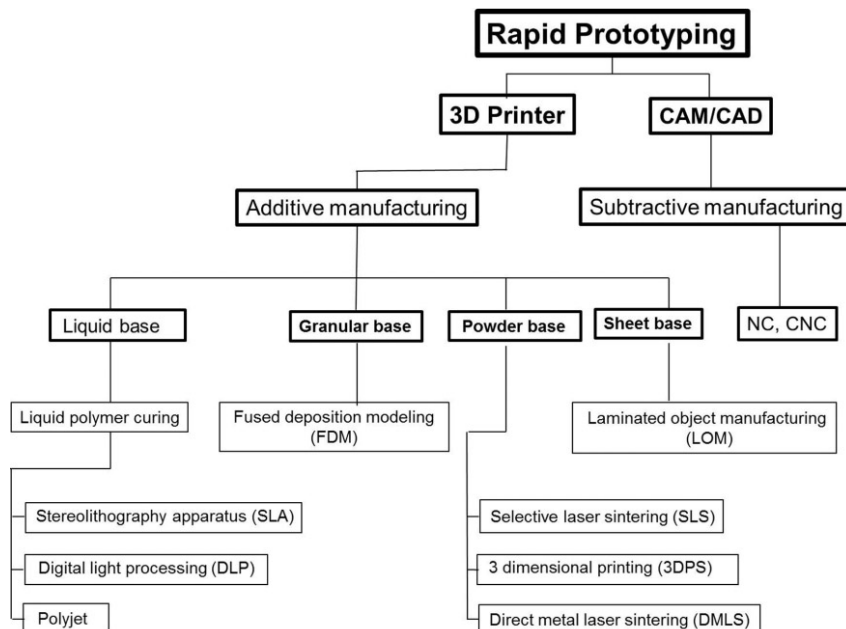 Rapid Prototyping
3D Printer
CAM/CAD
Additive manufacturing
Subtractive manufacturing
Liquid base
Granular base
Powder base
Sheet base
NC, CNC
Liquid polymer curing
Fused deposition modeling
(FDM)
Laminated object manufacturing
(LOM)
Stereolithography apparatus (SLA)
Selective laser sintering (SLS)
Digital light processing (DLP)
3 dimensional printing (3DPS)
Polyjet
Direct metal laser sintering (DMLS)